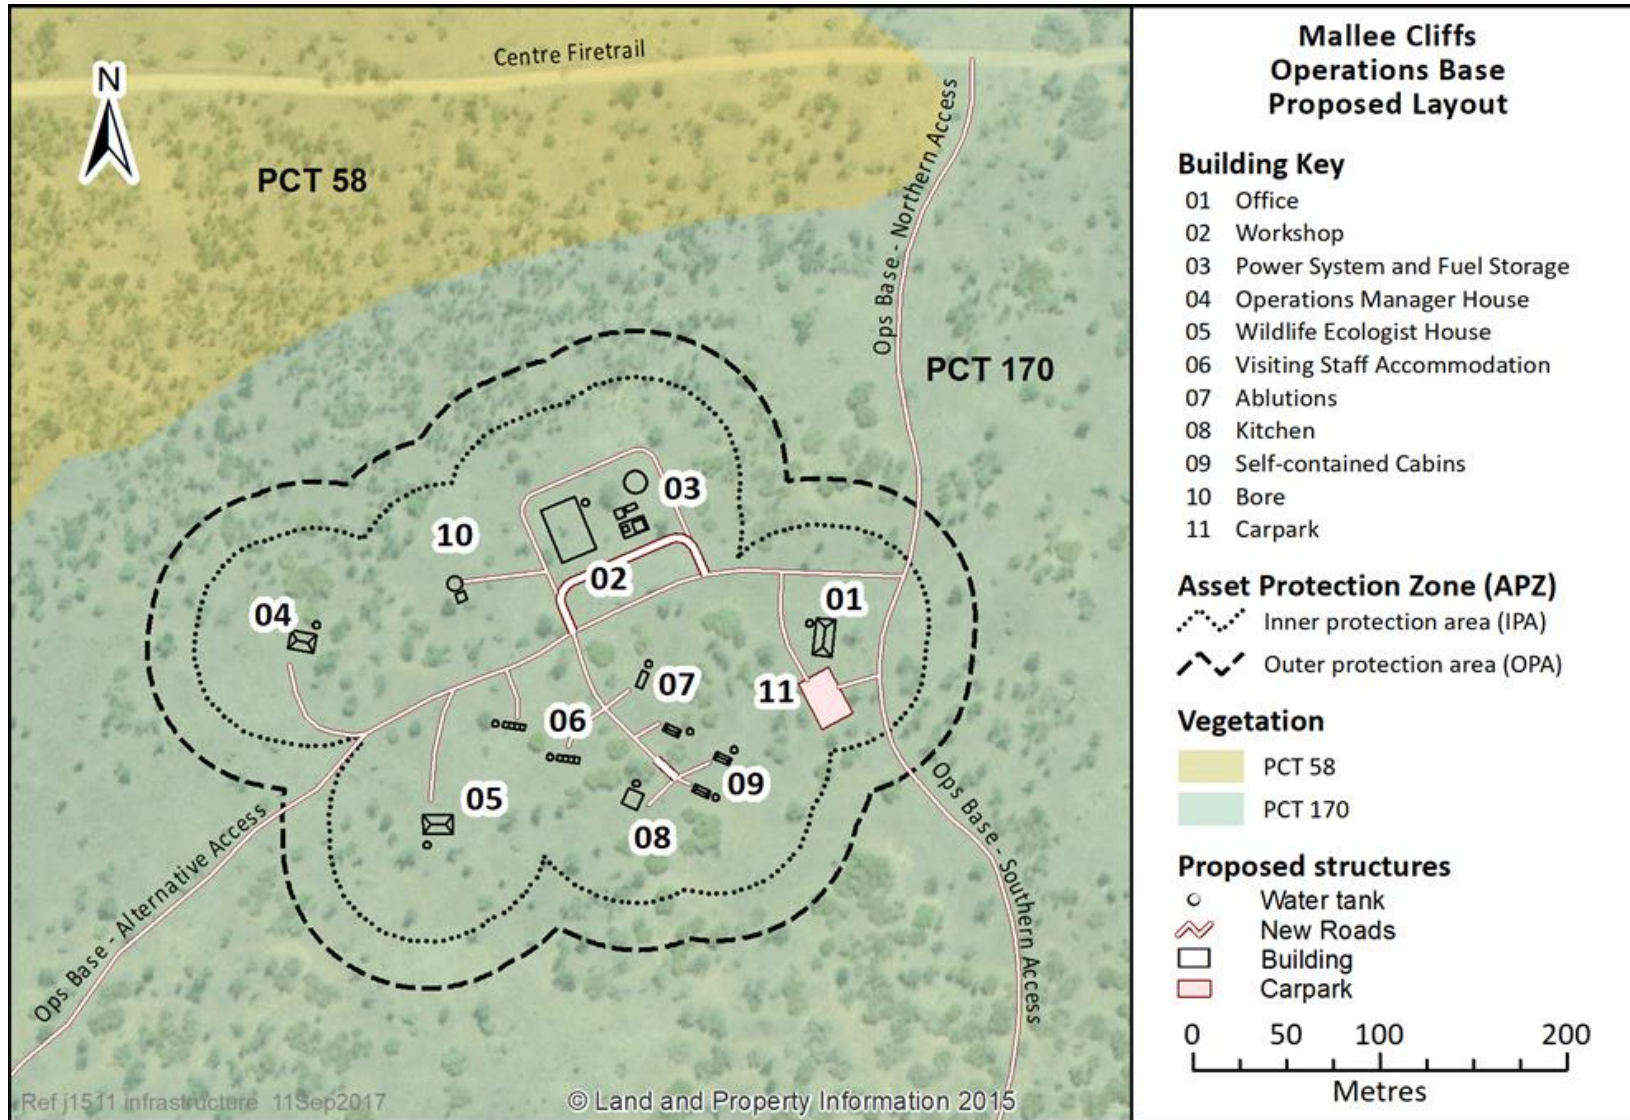 Centre Firetrail
N
PCT 58
Ops Base - Northern Access
PCT 170
03
10
02
01
04
07
11
06
09
05
08
Ops Base - Alternative Access
Ops Base - Southern Access
Ref j1511 infrastructure 11Sep2017
© Land and Property Information 2015
Mallee Cliffs
Operations Base
Proposed Layout
Building Key
01 Office
02 Workshop
03 Power System and Fuel Storage
04 Operations Manager House
05 Wildlife Ecologist House
06 Visiting Staff Accommodation
07 Ablutions
08 Kitchen
09 Self-contained Cabins
10 Bore
11 Carpark
Asset Protection Zone (APZ)
Inner protection area (IPA)
Outer protection area (OPA)
Vegetation
PCT 58
PCT 170
Proposed structures
Water tank
New Roads
Building
Carpark
0 50 100 200
Metres